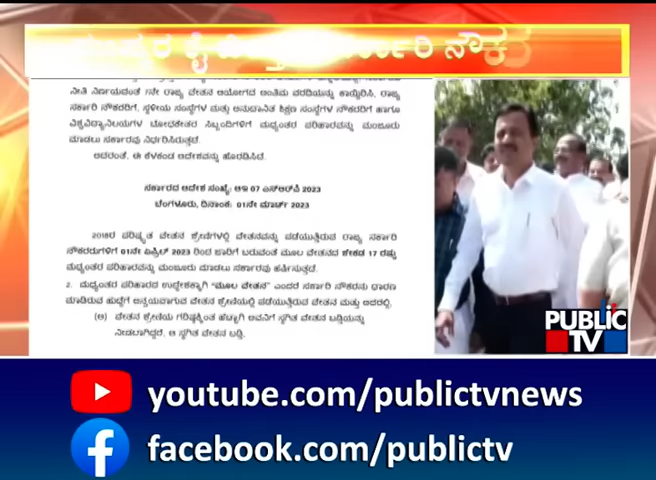 ನೀತಿ ನಿರ್ಣಯದಂತೆ 7ನೇ ರಾಜ್ಯ ವೇತನ ಆಯೋಗದ ಅಂತಿಮ ವರದಿಯನ್ನು ಕಾಯ್ದಿರಿಸಿ, ರಾಜ್ಯ
ಸರ್ಕಾರಿ ನೌಕರರಿಗೆ, ಸ್ಥಳೀಯ ಸಂಸ್ಥೆಗಳ ಮತ್ತು ಅನುದಾನಿತ ಶಿಕ್ಷಣ ಸಂಸ್ಥೆಗಳ ನೌಕರರಿಗೆ ಹಾಗೂ
ವಿಶ್ವವಿದ್ಯಾನಿಲಯಗಳ ಬೋಧಕೇತರ ಸಿಬ್ಬಂದಿಗಳಿಗೆ ಮಧ್ಯಂತರ ಪರಿಹಾರವನ್ನು ಮಂಜೂರು
ಮಾಡಲು ಸರ್ಕಾರವು ನಿರ್ಧರಿಸಿರುತ್ತದೆ.
ಅದರಂತೆ, ಈ ಕೆಳಕಂಡ ಆದೇಶವನ್ನು ಹೊರಡಿಸಿದೆ.
ಸರ್ಕಾರದ ಆದೇಶ ಸಂಖ್ಯೆ: ಆಇ 07 ಎಸ್‌ಆರ್‌ಪಿ 2023
ಬೆಂಗಳೂರು, ದಿನಾಂಕ: 01ನೇ ಮಾರ್ಚ್ 2023
2018ರ ಪರಿಷ್ಕೃತ ವೇತನ ಶ್ರೇಣಿಗಳಲ್ಲಿ ವೇತನವನ್ನು ಪಡೆಯುತ್ತಿರುವ ರಾಜ್ಯ ಸರ್ಕಾರಿ
ನೌಕರರುಗಳಿಗೆ 01ನೇ ಏಪ್ರಿಲ್ 2023 ರಿಂದ ಜಾರಿಗೆ ಬರುವಂತೆ ಮೂಲ ವೇತನದ ಶೇಕಡ 17 ರಷ್ಟು
ಮಧ್ಯಂತರ ಪರಿಹಾರವನ್ನು ಮಂಜೂರು ಮಾಡಲು ಸರ್ಕಾರವು ಹರ್ಷಿಸುತ್ತದೆ.
2. ಮಧ್ಯಂತರ ಪರಿಹಾರದ ಉದ್ದೇಶಕ್ಕಾಗಿ "ಮೂಲ ವೇತನ" ಎಂದರೆ ಸರ್ಕಾರಿ ನೌಕರನು ಧಾರಣ
ಮಾಡಿರುವ ಹುದ್ದೆಗೆ ಅನ್ವಯವಾಗುವ ವೇತನ ಶ್ರೇಣಿಯಲ್ಲಿ ಪಡೆಯುತ್ತಿರುವ ವೇತನ ಮತ್ತು ಅದರಲ್ಲಿ,
(ಅ) ವೇತನ ಶ್ರೇಣಿಯ ಗರಿಷ್ಠಕ್ಕಿಂತ ಹೆಚ್ಚಾಗಿ ಅವನಿಗೆ ಸ್ಥಗಿತ ವೇತನ ಬಡ್ತಿಯನ್ನು
ನೀಡಲಾಗಿದ್ದರೆ, ಆ ಸ್ಥಗಿತ ವೇತನ ಬಡ್ತಿ.
PUBLIC
TV
youtube.com/publictvnews
facebook.com/publictv